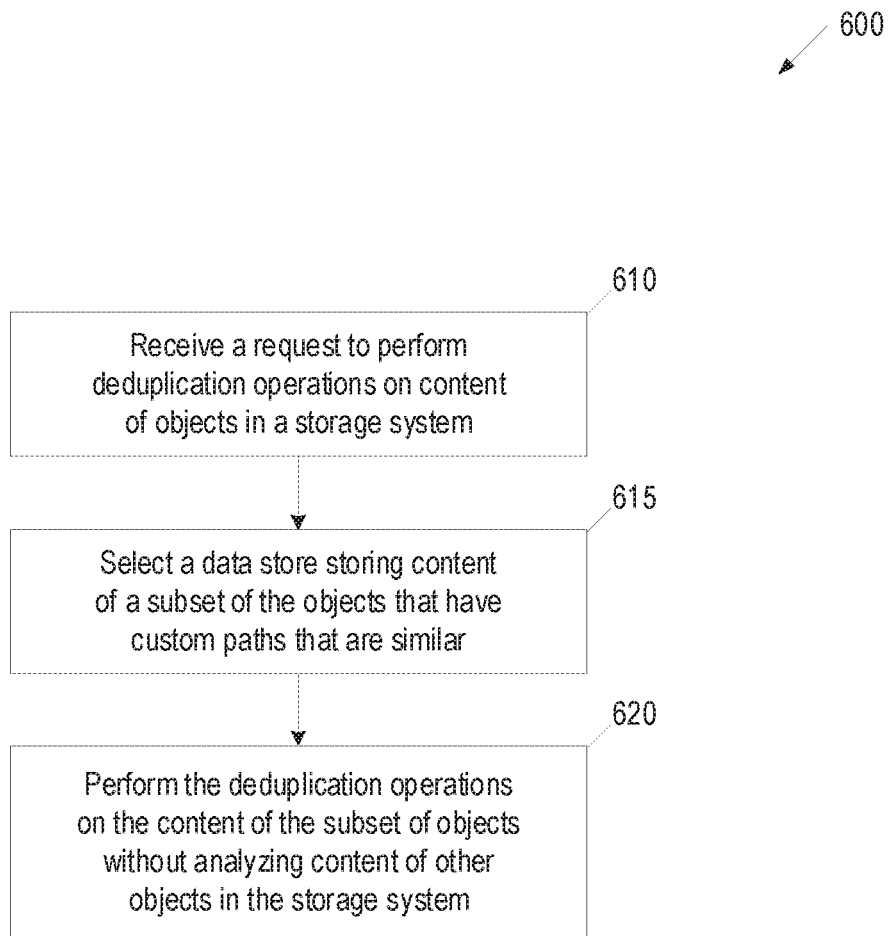 600
610
Receive a request to perform
deduplication operations on content
of objects in a storage system
615
Select a data store storing content
of a subset of the objects that have
custom paths that are similar
620
Perform the deduplication operations
on the content of the subset of objects
without analyzing content of other
objects in the storage system